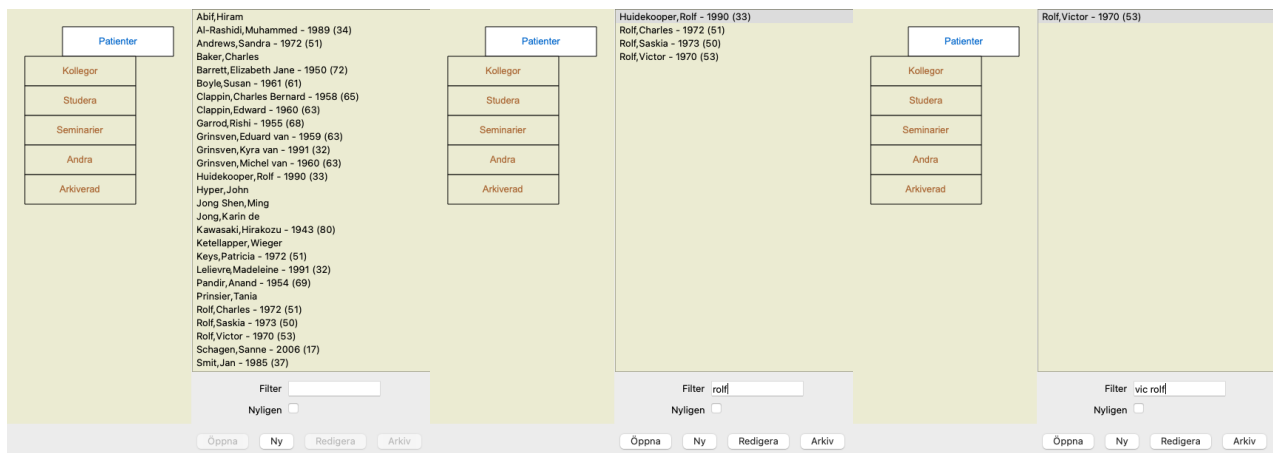 Patienter
Kollegor
Studera
Seminarier
Andra
Arkiverad
Abif,Hiram
Al-Rashidi,Muhammed - 1989 (34)
Andrews,Sandra - 1972 (51)
Baker,Charles
Barrett,Elizabeth Jane - 1950 (72)
Boyle,Susan - 1961 (61)
Clappin,Charles Bernard - 1958 (65)
Clappin,Edward - 1960 (63)
Garrod,Rishi - 1955 (68)
Grinsven,Eduard van - 1959 (63)
Grinsven,Kyra van - 1991 (32)
Grinsven,Michel van - 1960 (63)
Huidekooper,Rolf - 1990 (33)
Hyper,John
Jong Shen,Ming
Jong,Karin de
Kawasaki,Hirakozu - 1943 (80)
Ketellapper,Wieger
Keys,Patricia - 1972 (51)
Lelievre,Madeleine - 1991 (32)
Pandir,Anand - 1954 (69)
Prinsier,Tania
Rolf,Charles - 1972 (51)
Rolf,Saskia - 1973 (50)
Rolf,Victor - 1970 (53)
Schagen,Sanne - 2006 (17)
Smit,Jan - 1985 (37)
Filter
Nyligen
Öppna Ny Redigera Arkiv
Patienter
Kollegor
Studera
Seminarier
Andra
Arkiverad
Huidekooper,Rolf - 1990 (33)
Rolf,Charles - 1972 (51)
Rolf,Saskia - 1973 (50)
Rolf,Victor - 1970 (53)
Filter rolf
Nyligen
Öppna Ny Redigera Arkiv
Patienter
Kollegor
Studera
Seminarier
Andra
Arkiverad
Rolf,Victor - 1970 (53)
Filter vic rolf
Nyligen
Öppna Ny Redigera Arkiv